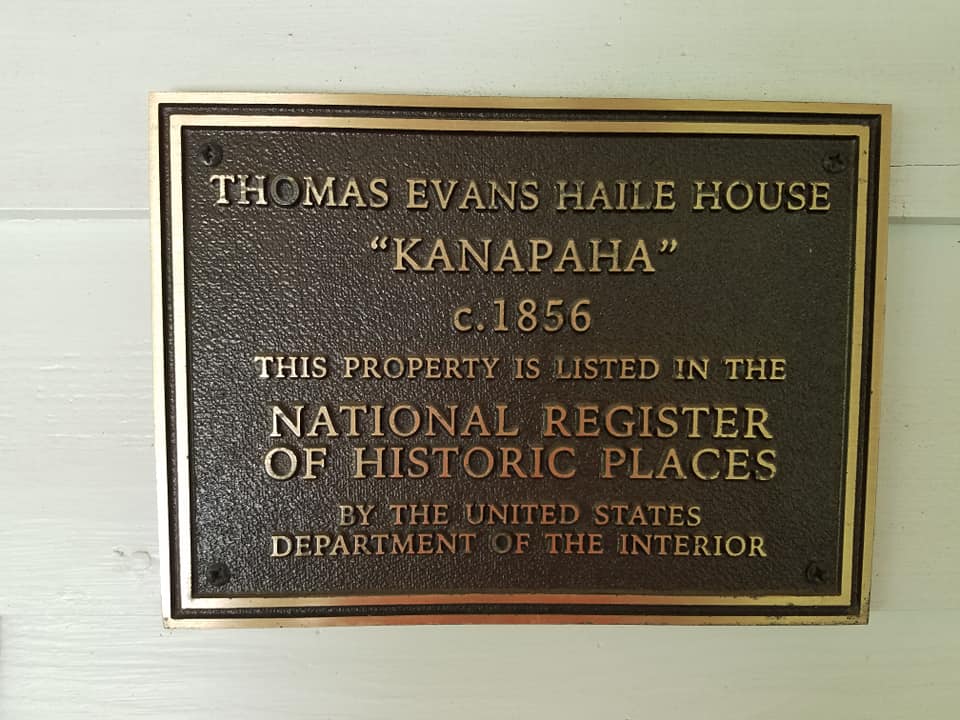 THOMAS EVANS HAILE HOUSE
“KANAPAHA”
c.1856
THIS PROPERTY IS LISTED IN THE
NATIONAL REGISTER
OF HISTORIC PLACES
BY THE UNITED STATES
DEPARTMENT OF THE INTERIOR